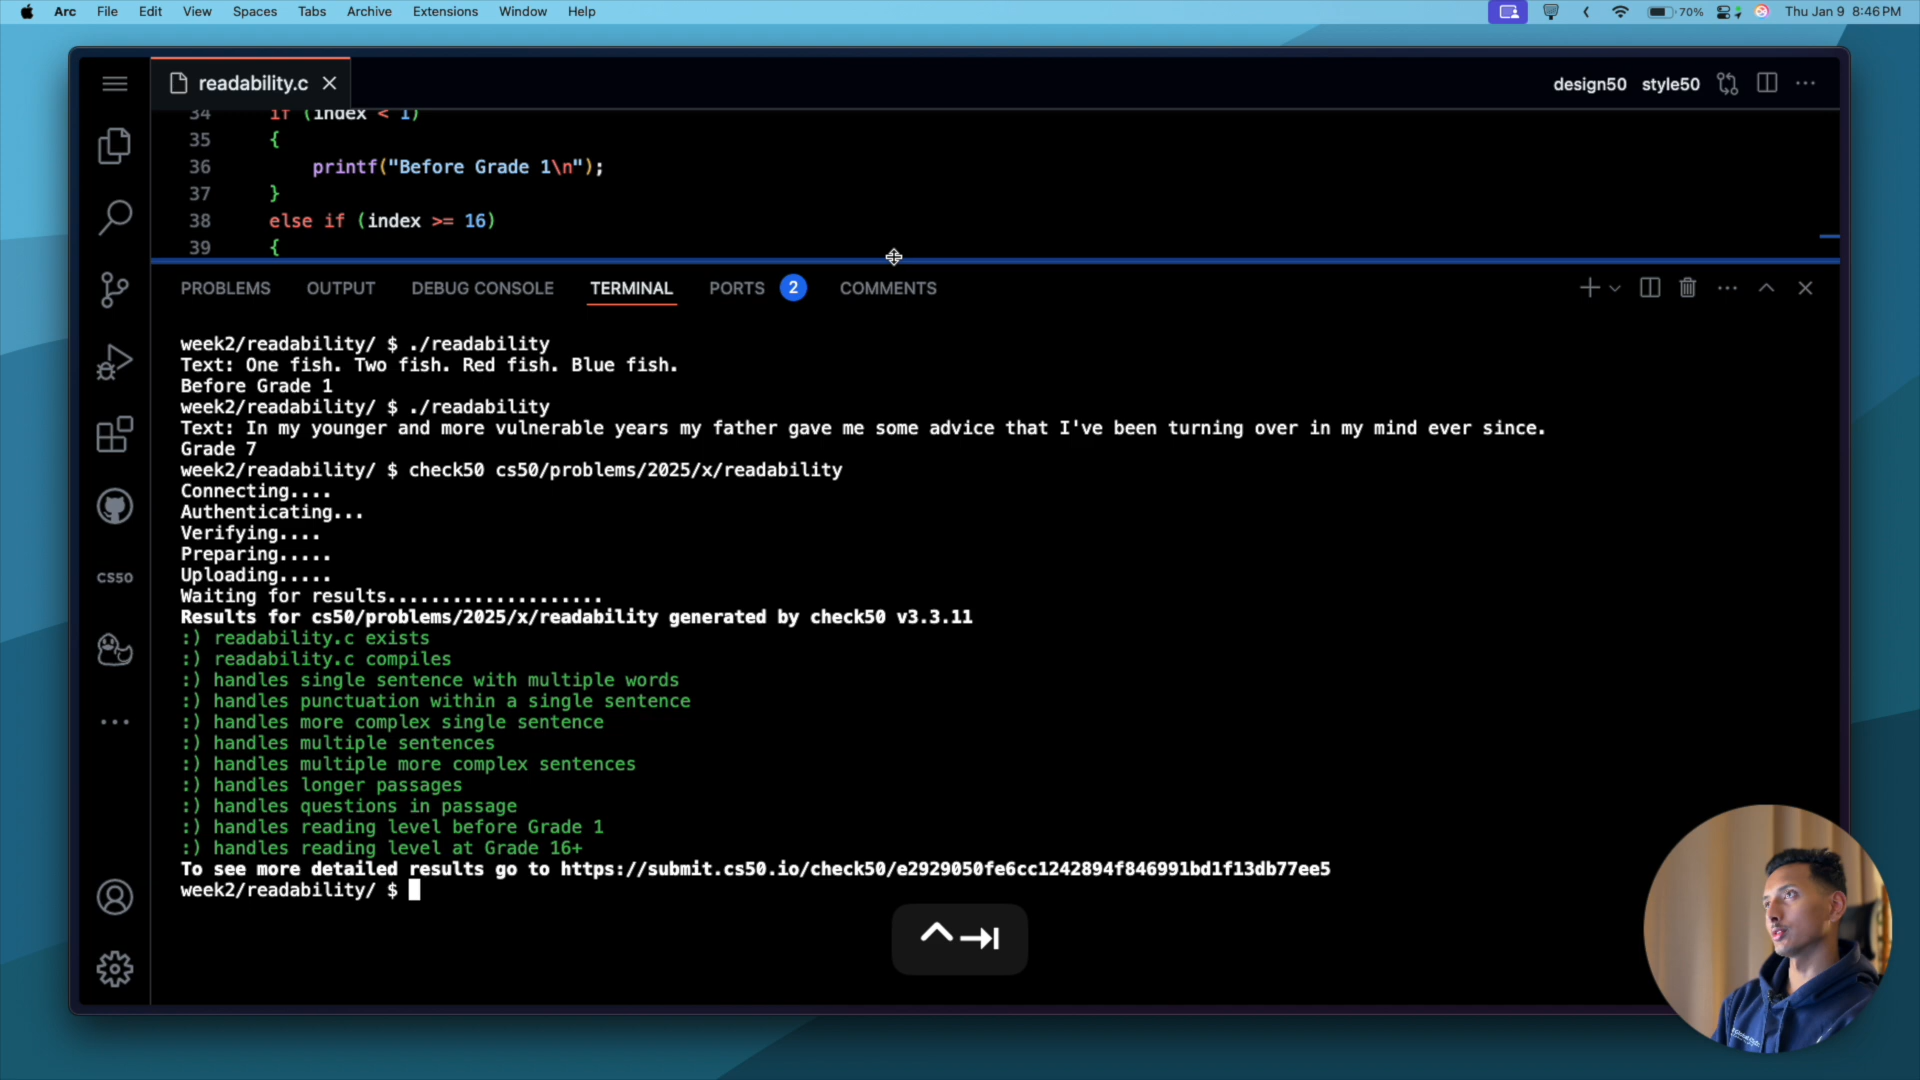 Arc File Edit View Spaces Tabs Archive Extensions Window Help 70% Thu Jan 9 8:46 PM
readability.c design50 style50
34 if (index < 1)
35 {
36 printf("Before Grade 1\n");
37 }
38 else if (index >= 16)
39 {
PROBLEMS OUTPUT DEBUG CONSOLE TERMINAL PORTS 2 COMMENTS
week2/readability/ $ ./readability
Text: One fish. Two fish. Red fish. Blue fish.
Before Grade 1
week2/readability/ $ ./readability
Text: In my younger and more vulnerable years my father gave me some advice that I've been turning over in my mind ever since.
Grade 7
week2/readability/ $ check50 cs50/problems/2025/x/readability
Connecting....
Authenticating...
Verifying....
Preparing.....
Uploading.....
Waiting for results....................
Results for cs50/problems/2025/x/readability generated by check50 v3.3.11
:) readability.c exists
:) readability.c compiles
:) handles single sentence with multiple words
:) handles punctuation within a single sentence
:) handles more complex single sentence
:) handles multiple sentences
:) handles multiple more complex sentences
:) handles longer passages
:) handles questions in passage
:) handles reading level before Grade 1
:) handles reading level at Grade 16+
To see more detailed results go to https://submit.cs50.io/check50/e2929050fe6cc1242894f846991bd1f13db77ee5
week2/readability/ $
CS50